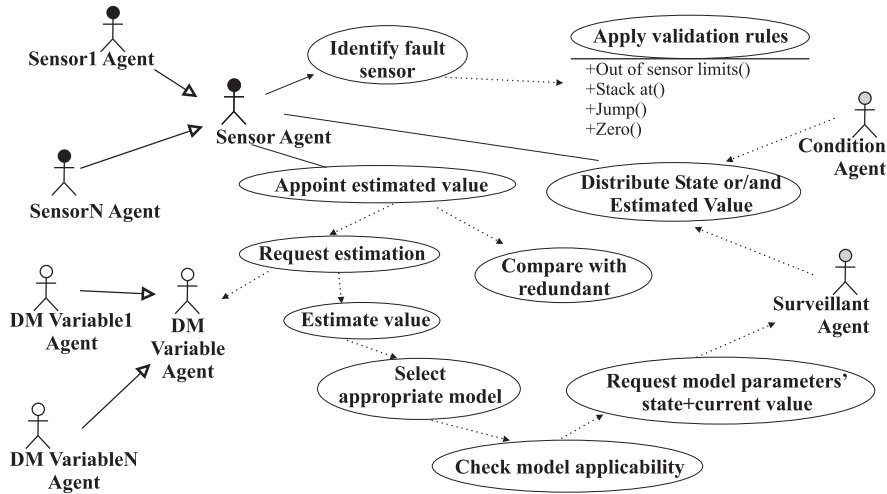 Sensor1 Agent
Identify fault
sensor
Apply validation rules
+Out of sensor limits()
+Stack at()
+Jump()
+Zero()
Sensor Agent
Condition
Agent
SensorN Agent
Appoint estimated value
Distribute State or/and
Estimated Value
Request estimation
Compare with
redundant
DM Variable1
Agent
DM
Variable
Agent
Estimate value
Surveillant
Agent
Select
appropriate model
Request model parameters’
state+current value
DM VariableN
Agent
Check model applicability